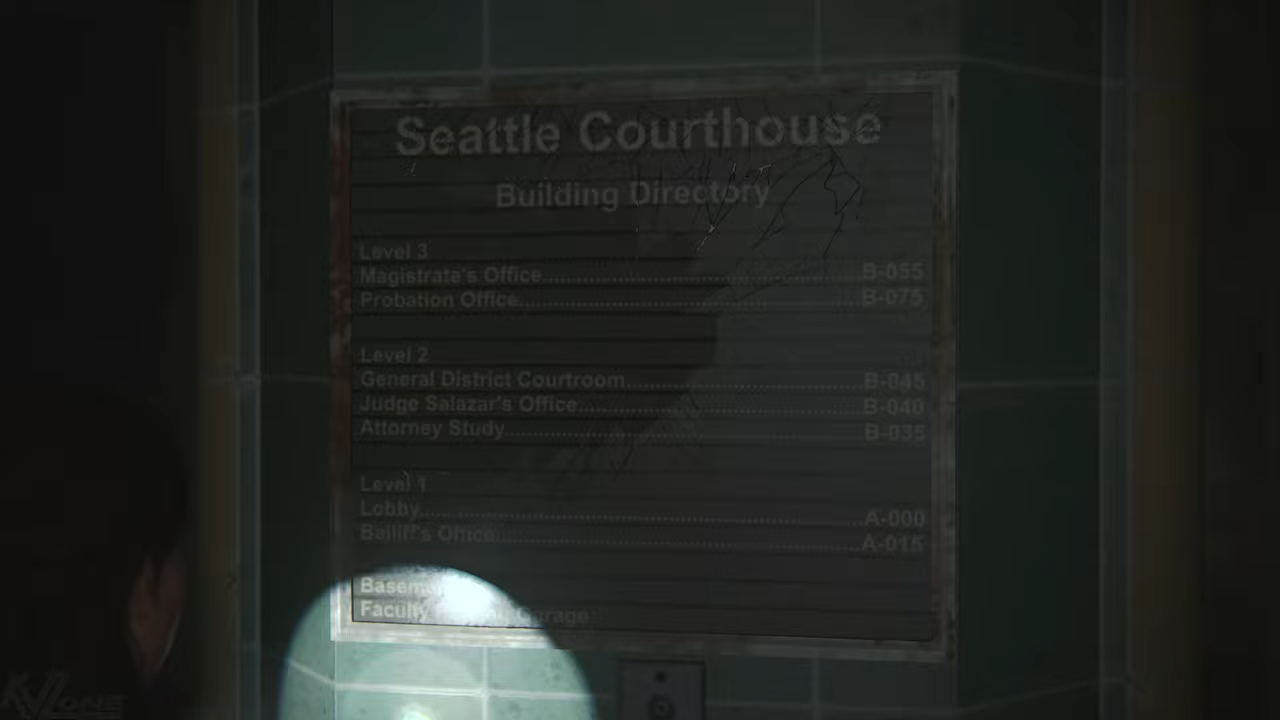 Seattle Courthouse
Building Directory
Level 3
Magistrate's Office B-055
Probation Office B-075
Level 2
General District Courtroom B-045
Judge Salazar's Office B-040
Attorney Study B-035
Level 1
Lobby A-000
Bailiff's Office A-015
Faculty Garage